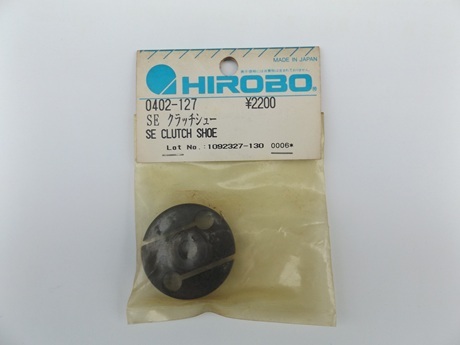 MADE IN JAPAN
HIROBO®
0402-127 ¥2200
SE クラッチシュー
SE CLUTCH SHOE
Lot No.:1092327-130 0006*